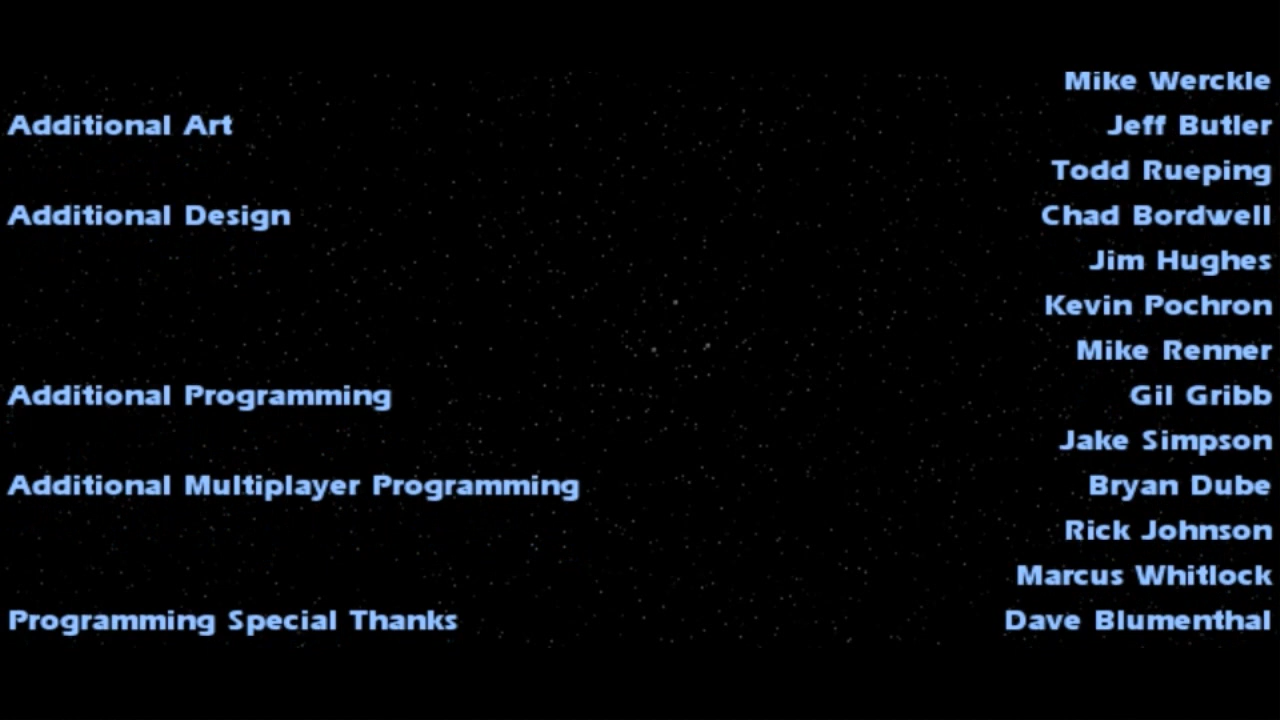 Mike Werckle
Additional Art Jeff Butler
Todd Rueping
Additional Design Chad Bordwell
Jim Hughes
Kevin Pochron
Mike Renner
Additional Programming Gil Gribb
Jake Simpson
Additional Multiplayer Programming Bryan Dube
Rick Johnson
Marcus Whitlock
Programming Special Thanks Dave Blumenthal